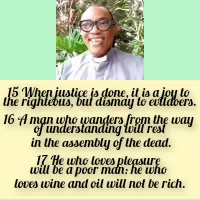 15 When justice is done, it is a joy to
the righteous, but dismay to evildoers.
16 A man who wanders from the way
of understanding will rest
in the assembly of the dead.
17 He who loves pleasure
will be a poor man; he who
loves wine and oil will not be rich.